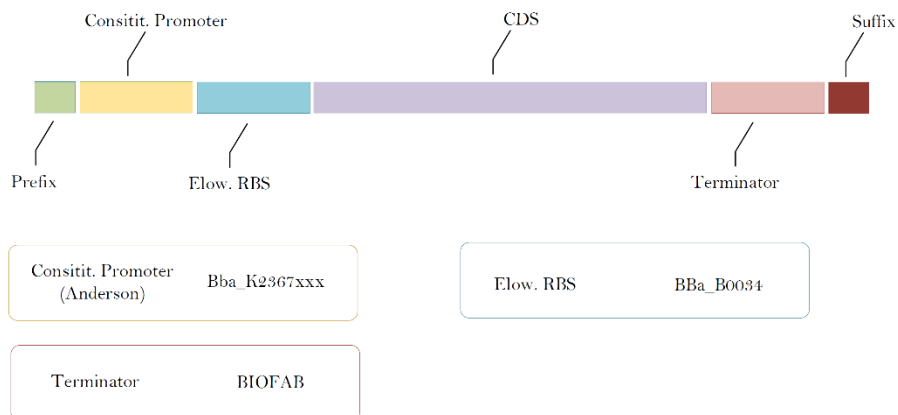 Consitit. Promoter
CDS
Suffix
Prefix
Elow. RBS
Terminator
Consitit. Promoter
(Anderson)
Bba_K2367xxx
Elow. RBS
BBa_B0034
Terminator
BIOFAB